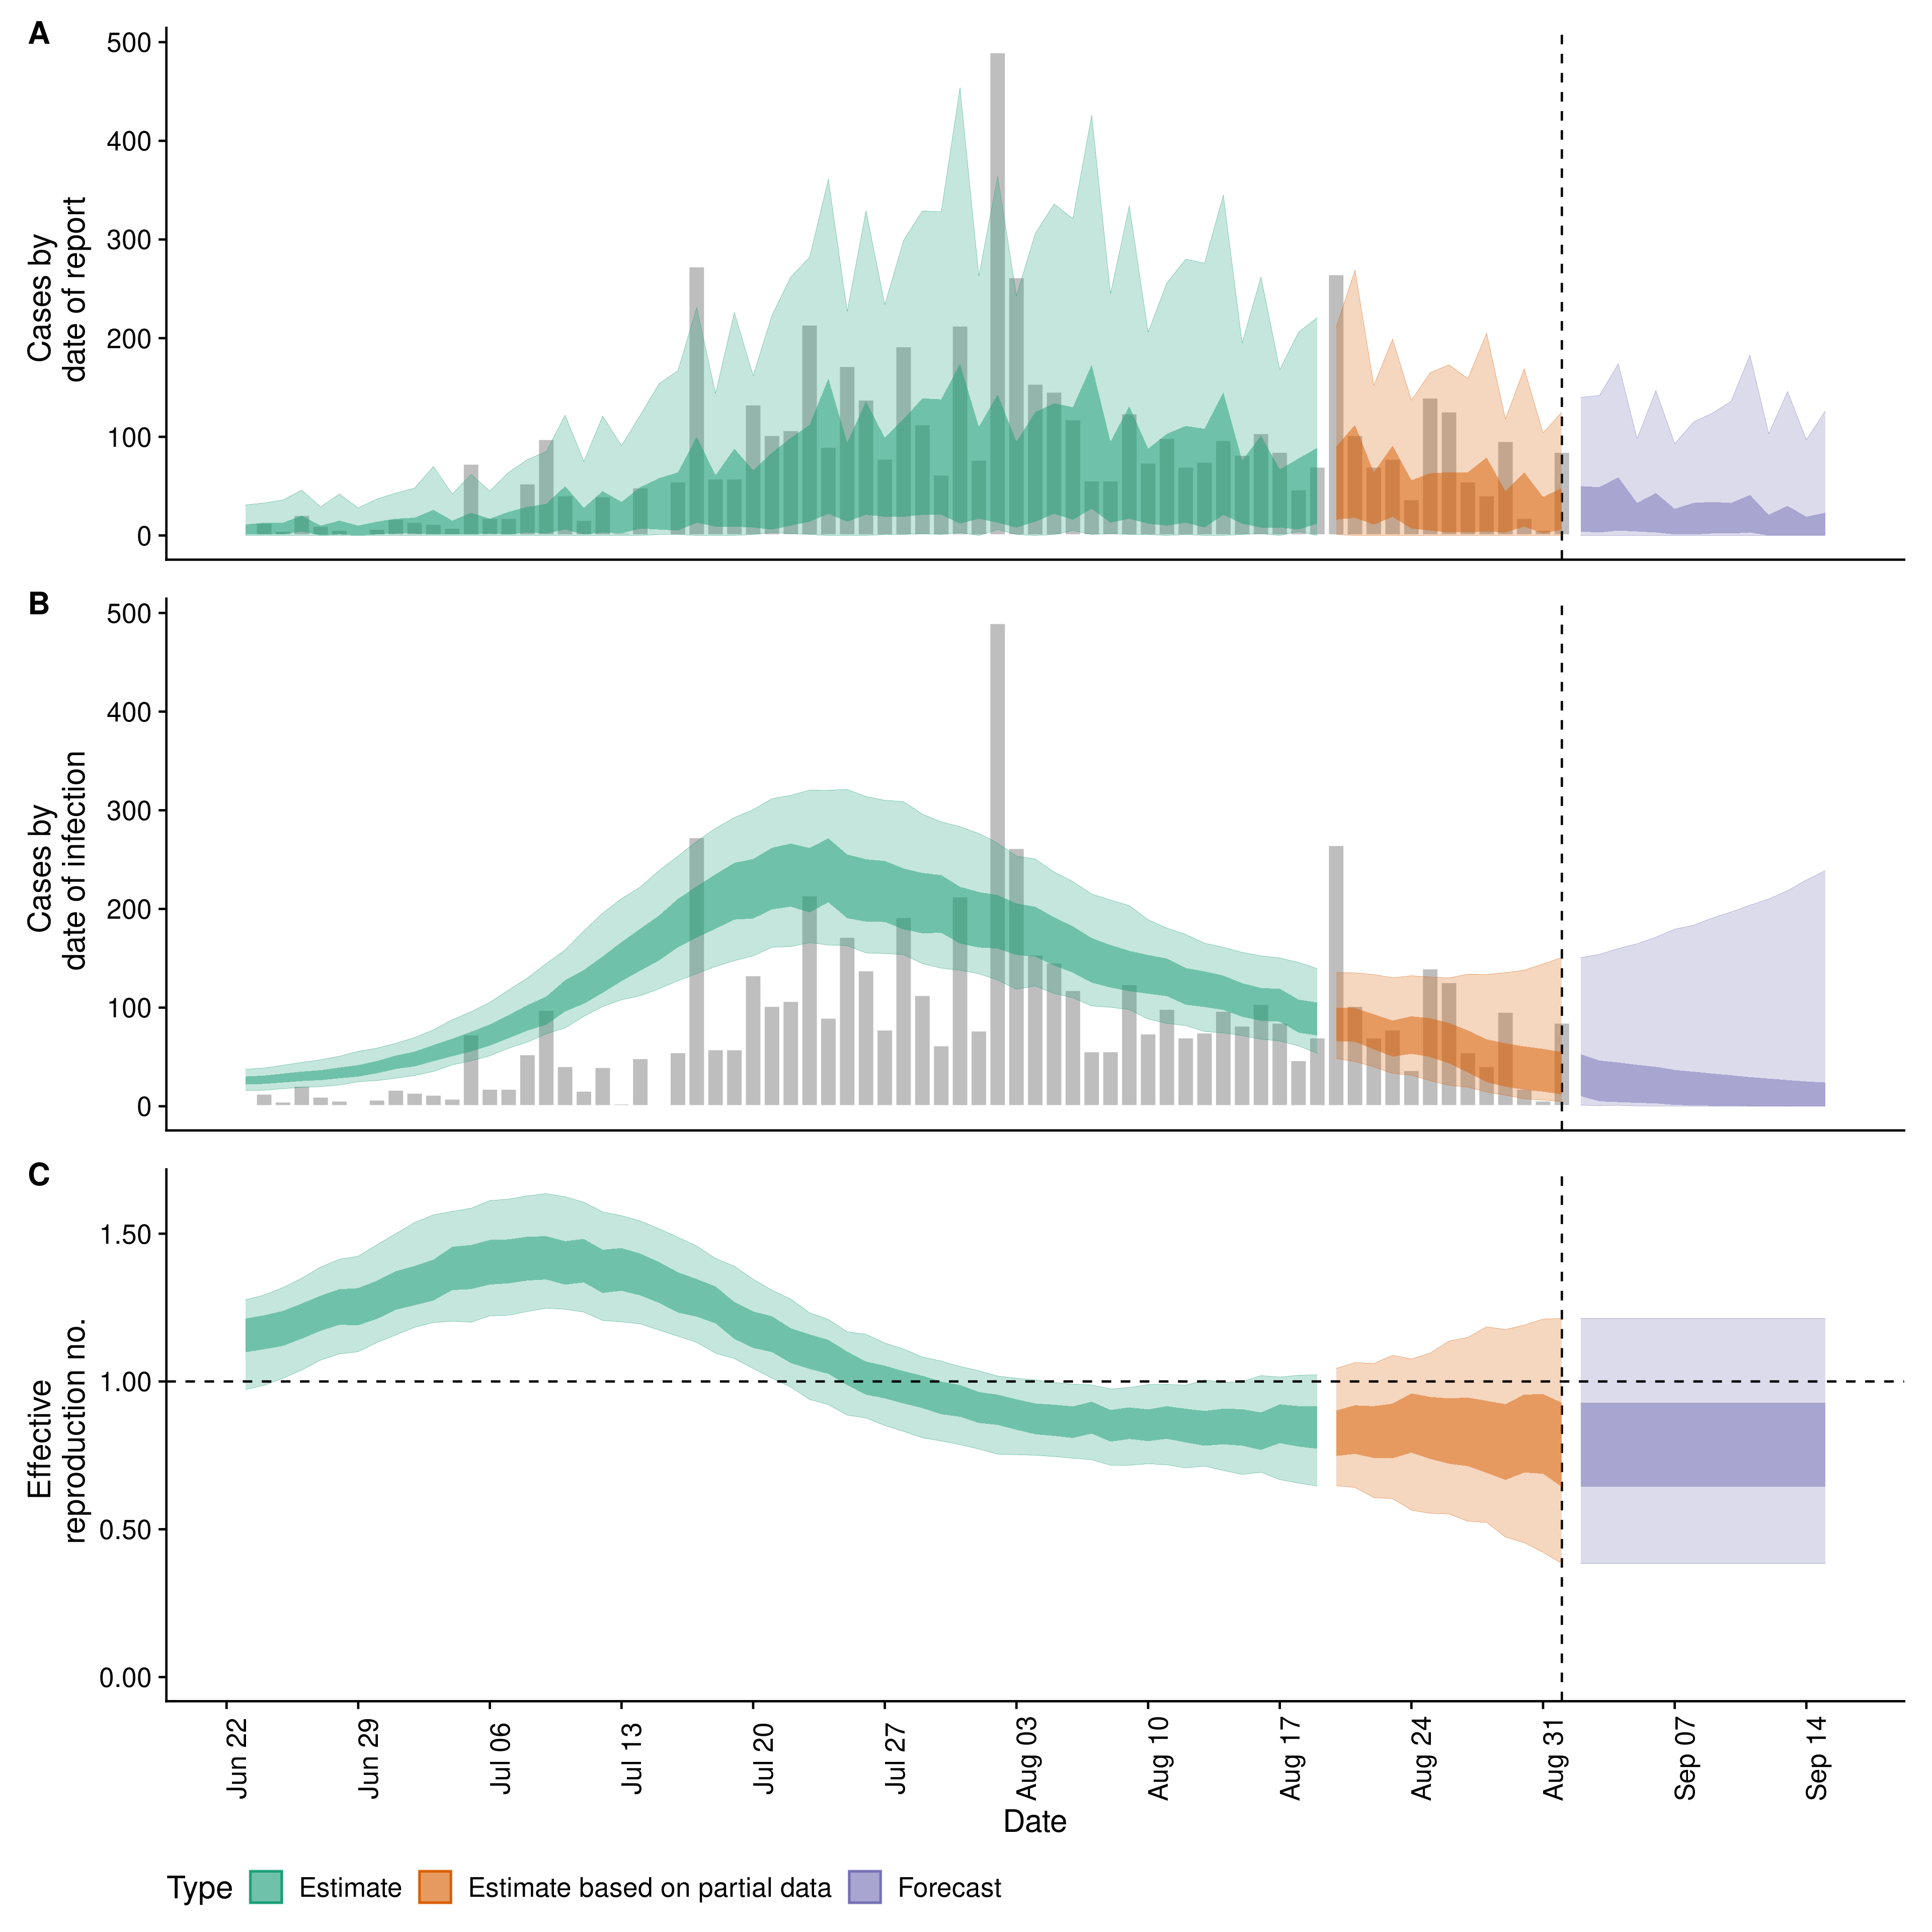 A
500
400
300
200
100
0
Cases by
date of report
B
500
400
300
200
100
0
Cases by
date of infection
C
1.50
1.00
0.50
0.00
Effective
reproduction no.
Jun 22
Jun 29
Jul 06
Jul 13
Jul 20
Jul 27
Aug 03
Aug 10
Aug 17
Aug 24
Aug 31
Sep 07
Sep 14
Date
Type Estimate Estimate based on partial data Forecast